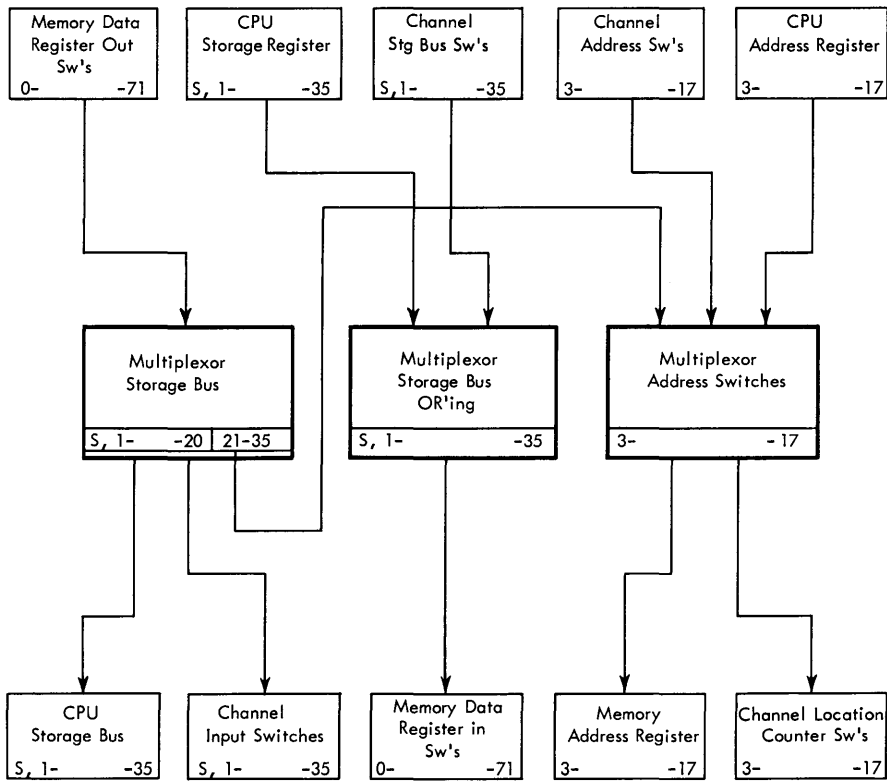 Memory Data
Register Out
Sw's
0- -71
CPU
Storage Register
S, 1- -35
Channel
Stg Bus Sw's
S,1- -35
Channel
Address Sw's
3- -17
CPU
Address Register
3- -17
Multiplexor
Storage Bus
S, 1- -20 21-35
Multiplexor
Storage Bus
OR'ing
S, 1- -35
Multiplexor
Address Switches
3- - 17
CPU
Storage Bus
S, 1- -35
Channel
Input Switches
S, 1- -35
Memory Data
Register in
Sw's
0- -71
Memory
Address Register
3- -17
Channel Location
Counter Sw's
3- -17